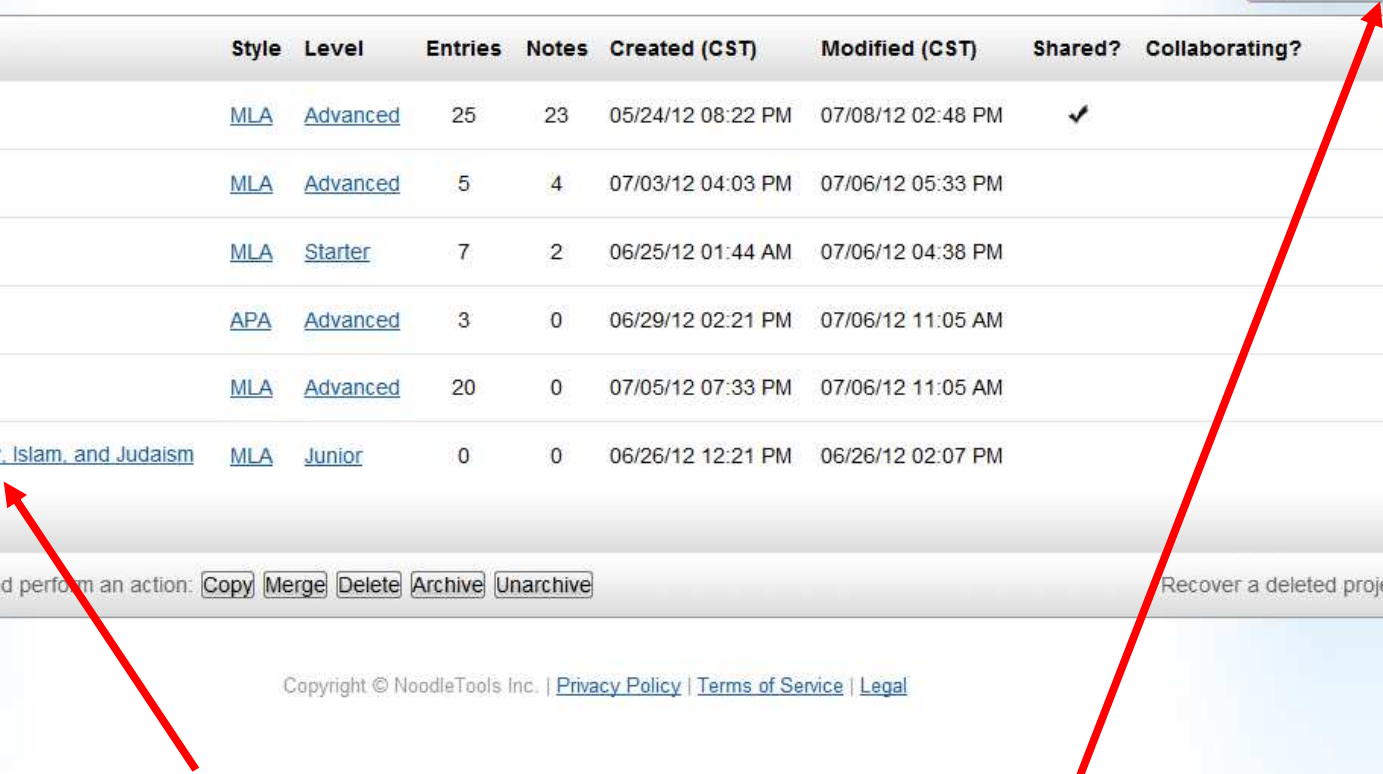 Style Level Entries Notes Created (CST) Modified (CST) Shared? Collaborating?
MLA Advanced 25 23 05/24/12 08:22 PM 07/08/12 02:48 PM ✔
MLA Advanced 5 4 07/03/12 04:03 PM 07/06/12 05:33 PM
MLA Starter 7 2 06/25/12 01:44 AM 07/06/12 04:38 PM
APA Advanced 3 0 06/29/12 02:21 PM 07/06/12 11:05 AM
MLA Advanced 20 0 07/05/12 07:33 PM 07/06/12 11:05 AM
, Islam, and Judaism MLA Junior 0 0 06/26/12 12:21 PM 06/26/12 02:07 PM
d perform an action: Copy Merge Delete Archive Unarchive Recover a deleted proje
Copyright © NoodleTools Inc. | Privacy Policy | Terms of Service | Legal